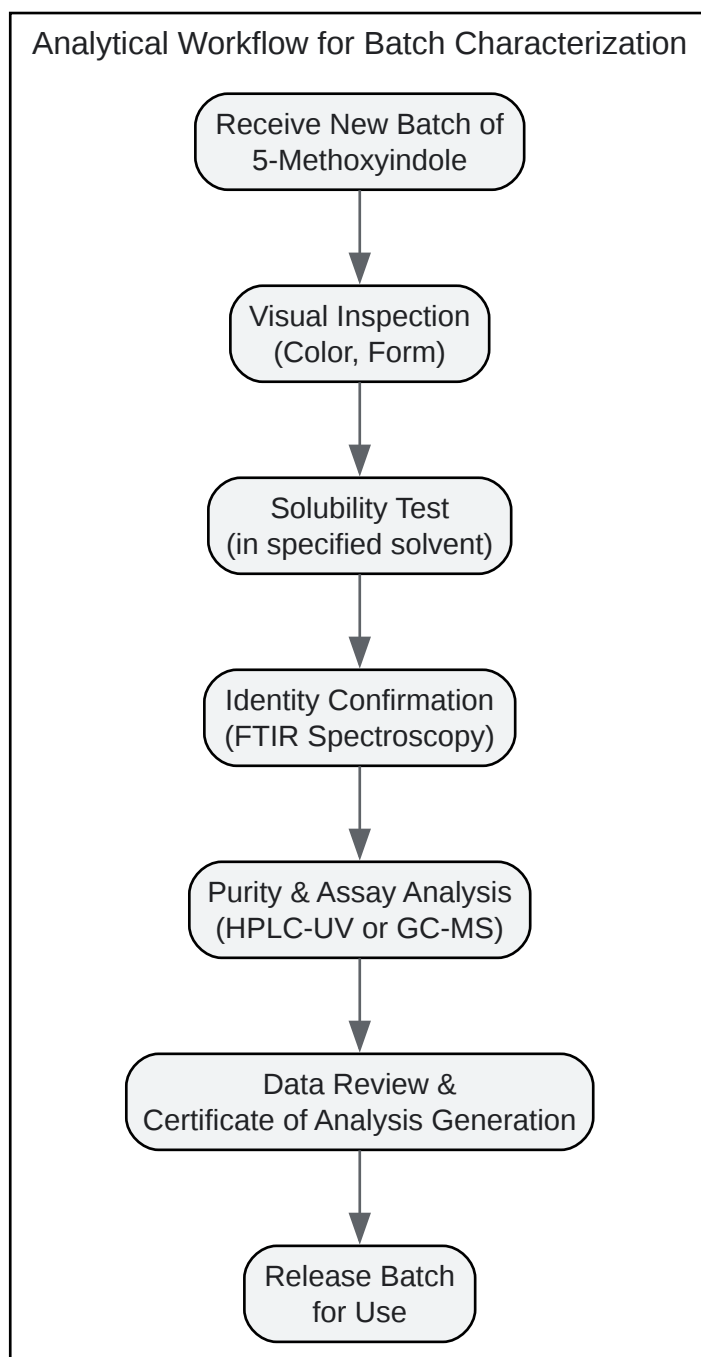 Analytical Workflow for Batch Characterization
Receive New Batch of
5-Methoxyindole
Visual Inspection
(Color, Form)
Solubility Test
(in specified solvent)
Identity Confirmation
(FTIR Spectroscopy)
Purity & Assay Analysis
(HPLC-UV or GC-MS)
Data Review &
Certificate of Analysis Generation
Release Batch
for Use